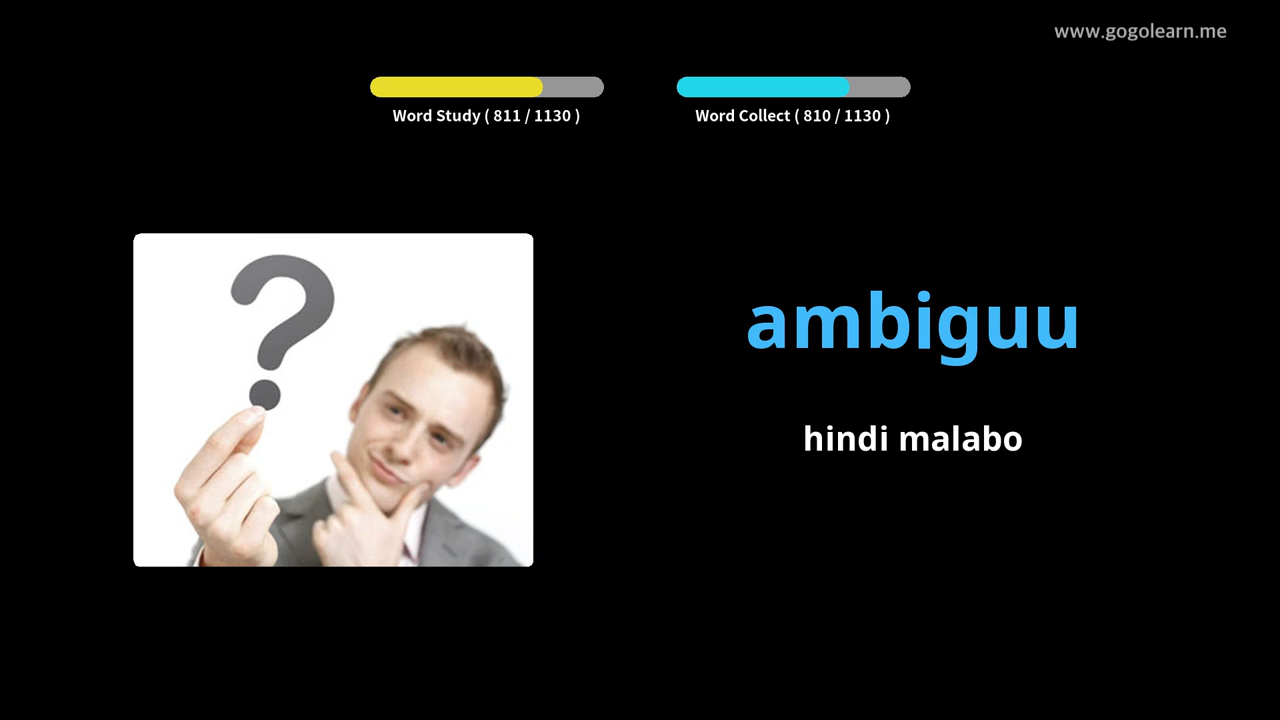 www.gogolearn.me
Word Study ( 811 / 1130 )
Word Collect ( 810 / 1130 )
?
ambiguu
hindi malabo